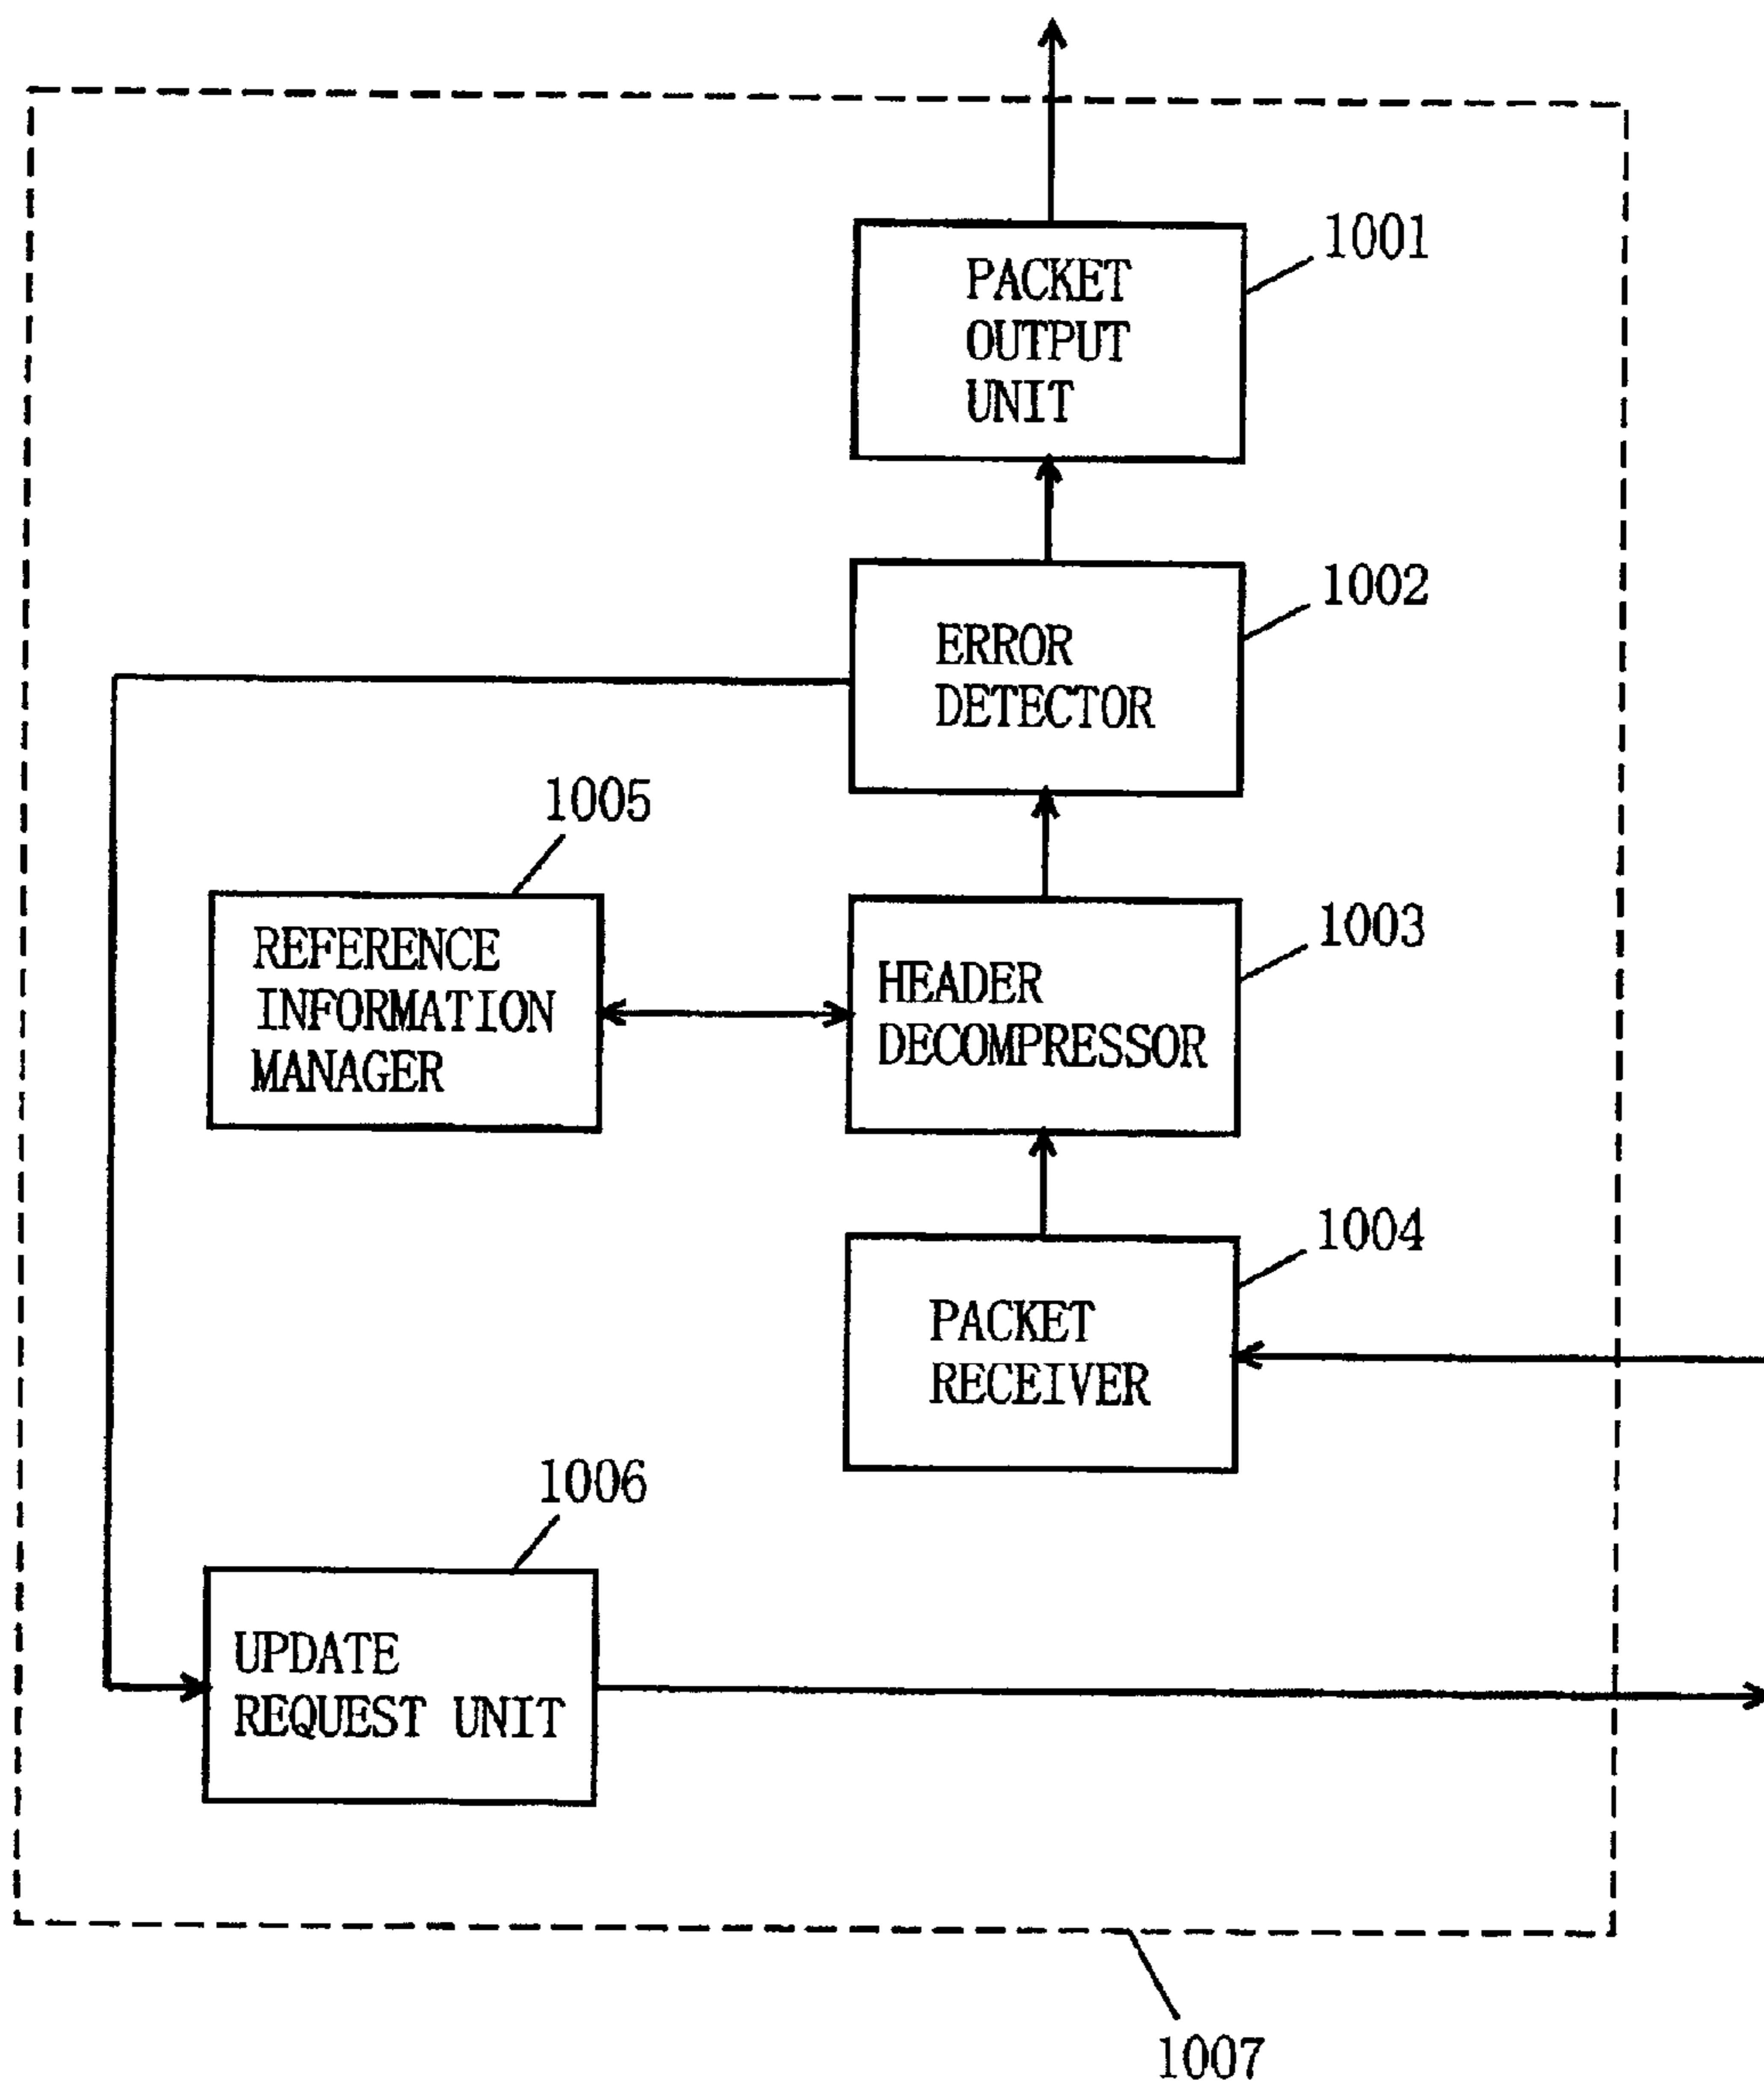 1001
PACKET
OUTPUT
UNIT
1002
ERROR
DETECTOR
1005
REFERENCE
INFORMATION
MANAGER
1003
HEADER
DECOMPRESSOR
1004
PACKET
RECEIVER
1006
UPDATE
REQUEST UNIT
1007